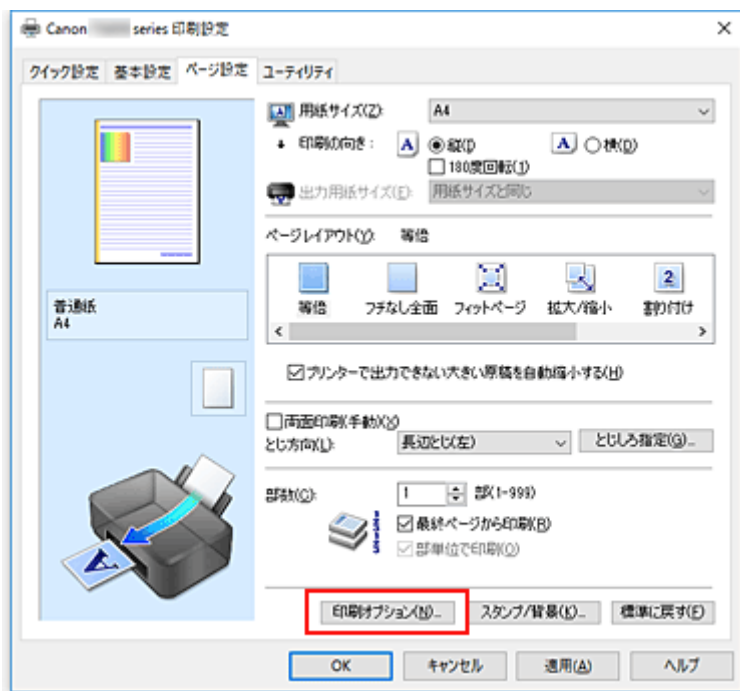 Canon series 印刷設定
クイック設定 基本設定 ページ設定 ユーティリティ
用紙サイズ(Z): A4
印刷の向き: A 縦(I) A 横(D)
180度回転(1)
出力用紙サイズ(E): 用紙サイズと同じ
ページレイアウト(Y): 等倍
等倍 フチなし全面 フィットページ 拡大/縮小 割り付け
普通紙
A4
プリンターで出力できない大きい原稿を自動縮小する(H)
両面印刷(手動)(X)
とじ方向(L): 長辺とじ(左) とじしろ指定(G)...
部数(C): 1 部(1-999)
最終ページから印刷(R)
部単位で印刷(O)
印刷オプション(N)... スタンプ/背景(K)... 標準に戻す(F)
OK キャンセル 適用(A) ヘルプ